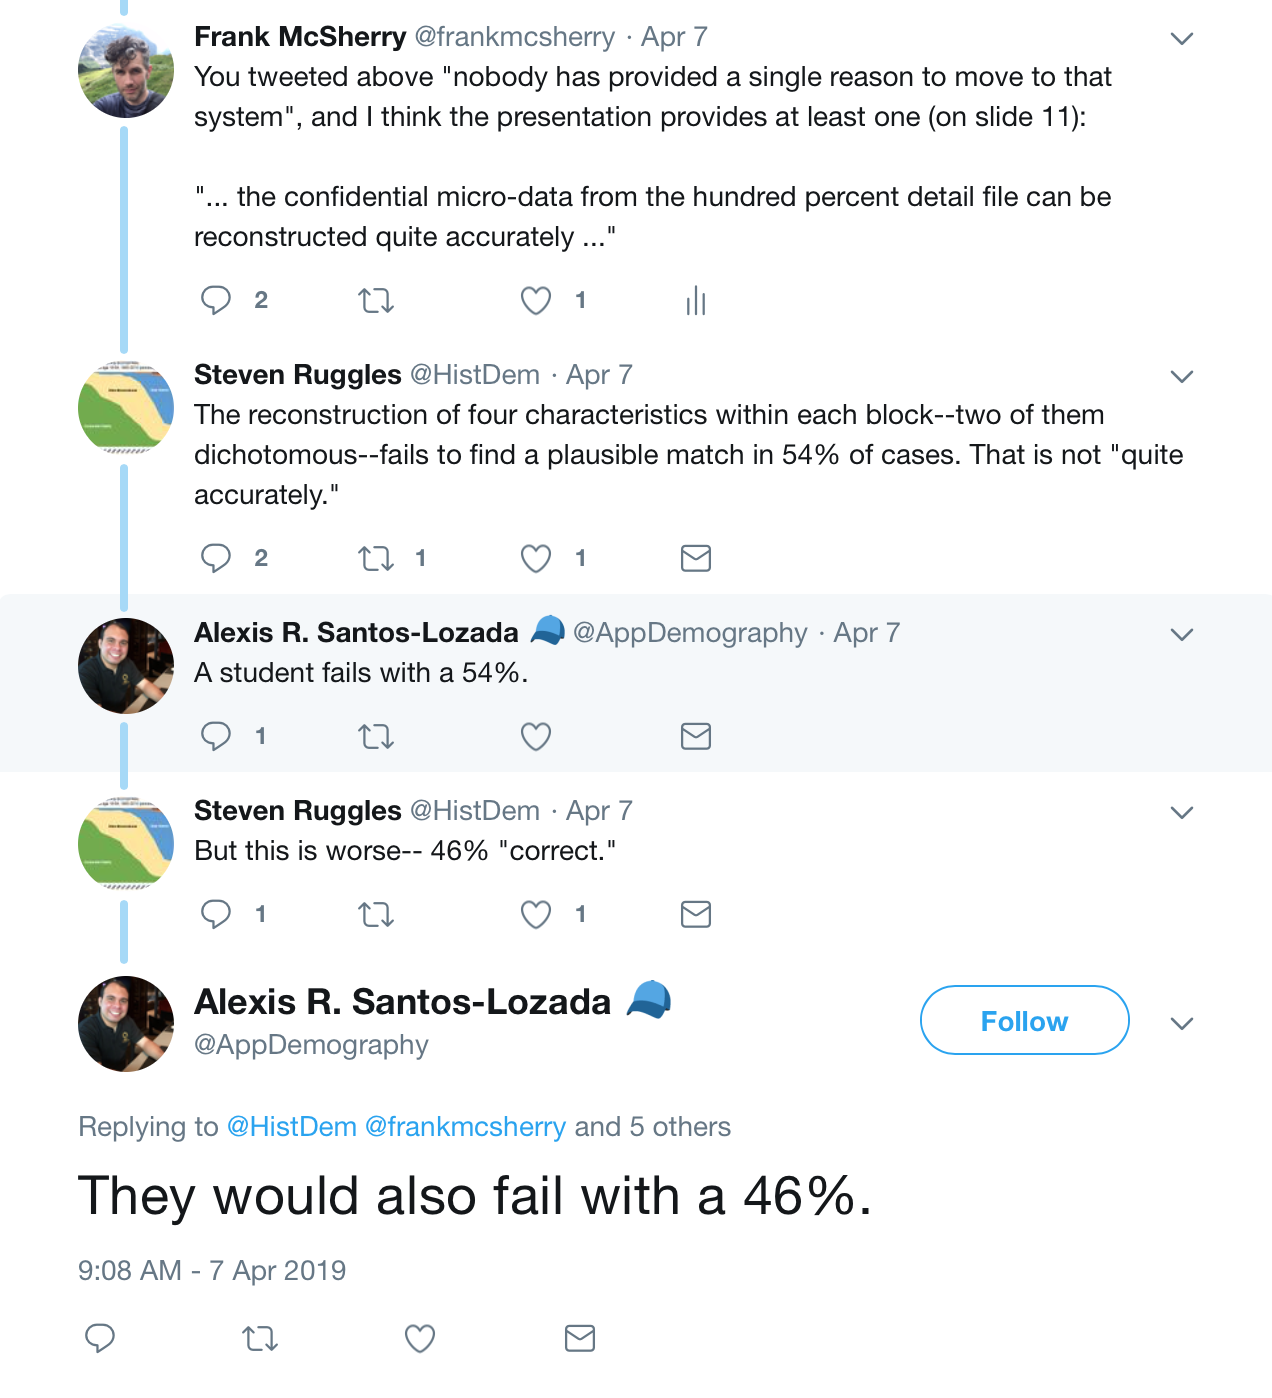 Frank McSherry @frankmcsherry · Apr 7
You tweeted above "nobody has provided a single reason to move to that
system", and I think the presentation provides at least one (on slide 11):
"... the confidential micro-data from the hundred percent detail file can be
reconstructed quite accurately ..."
2 1
Steven Ruggles @HistDem · Apr 7
The reconstruction of four characteristics within each block--two of them
dichotomous--fails to find a plausible match in 54% of cases. That is not "quite
accurately."
2 1 1
Alexis R. Santos-Lozada 🧢 @AppDemography · Apr 7
A student fails with a 54%.
1
Steven Ruggles @HistDem · Apr 7
But this is worse-- 46% "correct."
1 1
Alexis R. Santos-Lozada 🧢
@AppDemography
Follow
Replying to @HistDem @frankmcsherry and 5 others
They would also fail with a 46%.
9:08 AM - 7 Apr 2019